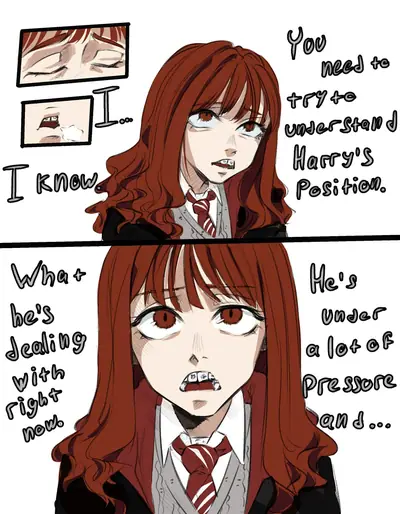 You
need to
try to
understand
Harry's
Position.
I...
I know
What
he's
dealing
with
right
now.
He's
under
a lot of
Pressure
and...